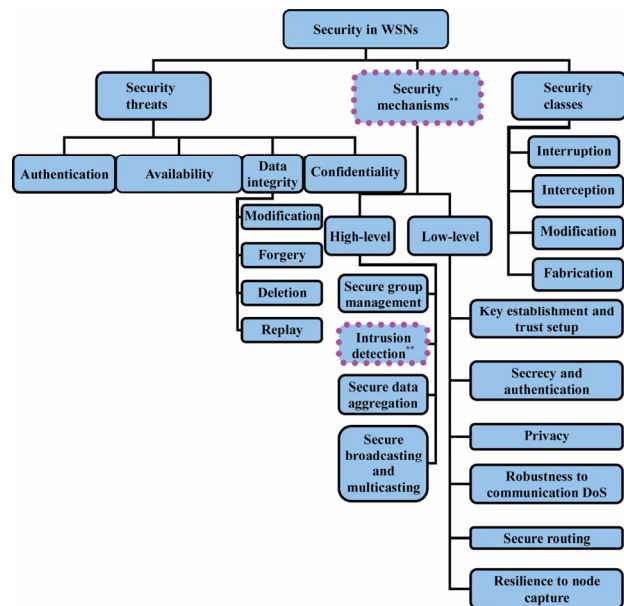 Security in WSNs
Security
threats
Security
mechanisms**
Security
classes
Authentication
Availability
Data
integrity
Confidentiality
Modification
Forgery
Deletion
Replay
High-level
Low-level
Secure group
management
Intrusion
detection**
Secure data
aggregation
Secure
broadcasting
and
multicasting
Interruption
Interception
Modification
Fabrication
Key establishment and
trust setup
Secrecy and
authentication
Privacy
Robustness to
communication DoS
Secure routing
Resilience to node
capture